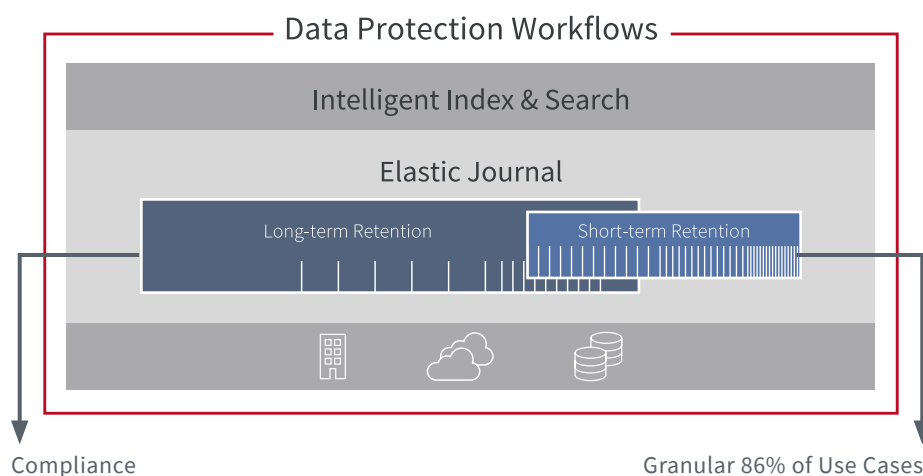 Data Protection Workflows
Intelligent Index & Search
Elastic Journal
Long-term Retention
Short-term Retention
Compliance
Granular 86% of Use Cases